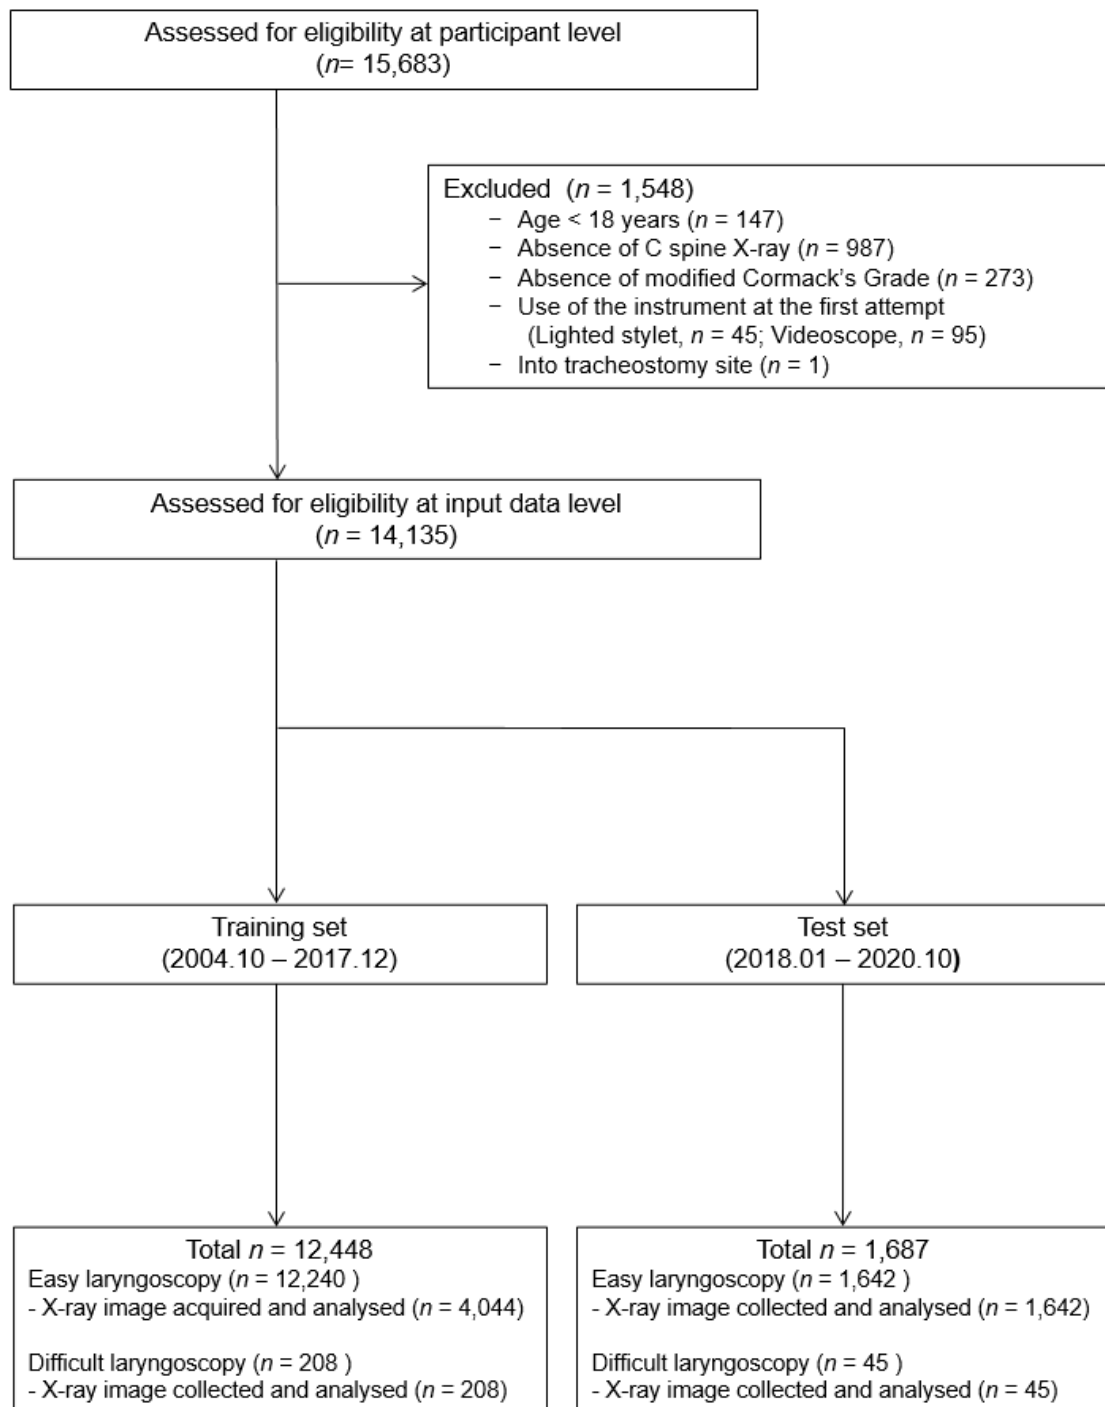 Assessed for eligibility at participant level
(n= 15,683)
Excluded (n = 1,548)
− Age < 18 years (n = 147)
− Absence of C spine X-ray (n = 987)
− Absence of modified Cormack's Grade (n = 273)
− Use of the instrument at the first attempt
(Lighted stylet, n = 45; Videoscope, n = 95)
− Into tracheostomy site (n = 1)
Assessed for eligibility at input data level
(n = 14,135)
Training set
(2004.10 – 2017.12)
Test set
(2018.01 – 2020.10)
Total n = 12,448
Easy laryngoscopy (n = 12,240 )
- X-ray image acquired and analysed (n = 4,044)
Difficult laryngoscopy (n = 208 )
- X-ray image collected and analysed (n = 208)
Total n = 1,687
Easy laryngoscopy (n = 1,642 )
- X-ray image collected and analysed (n = 1,642)
Difficult laryngoscopy (n = 45 )
- X-ray image collected and analysed (n = 45)